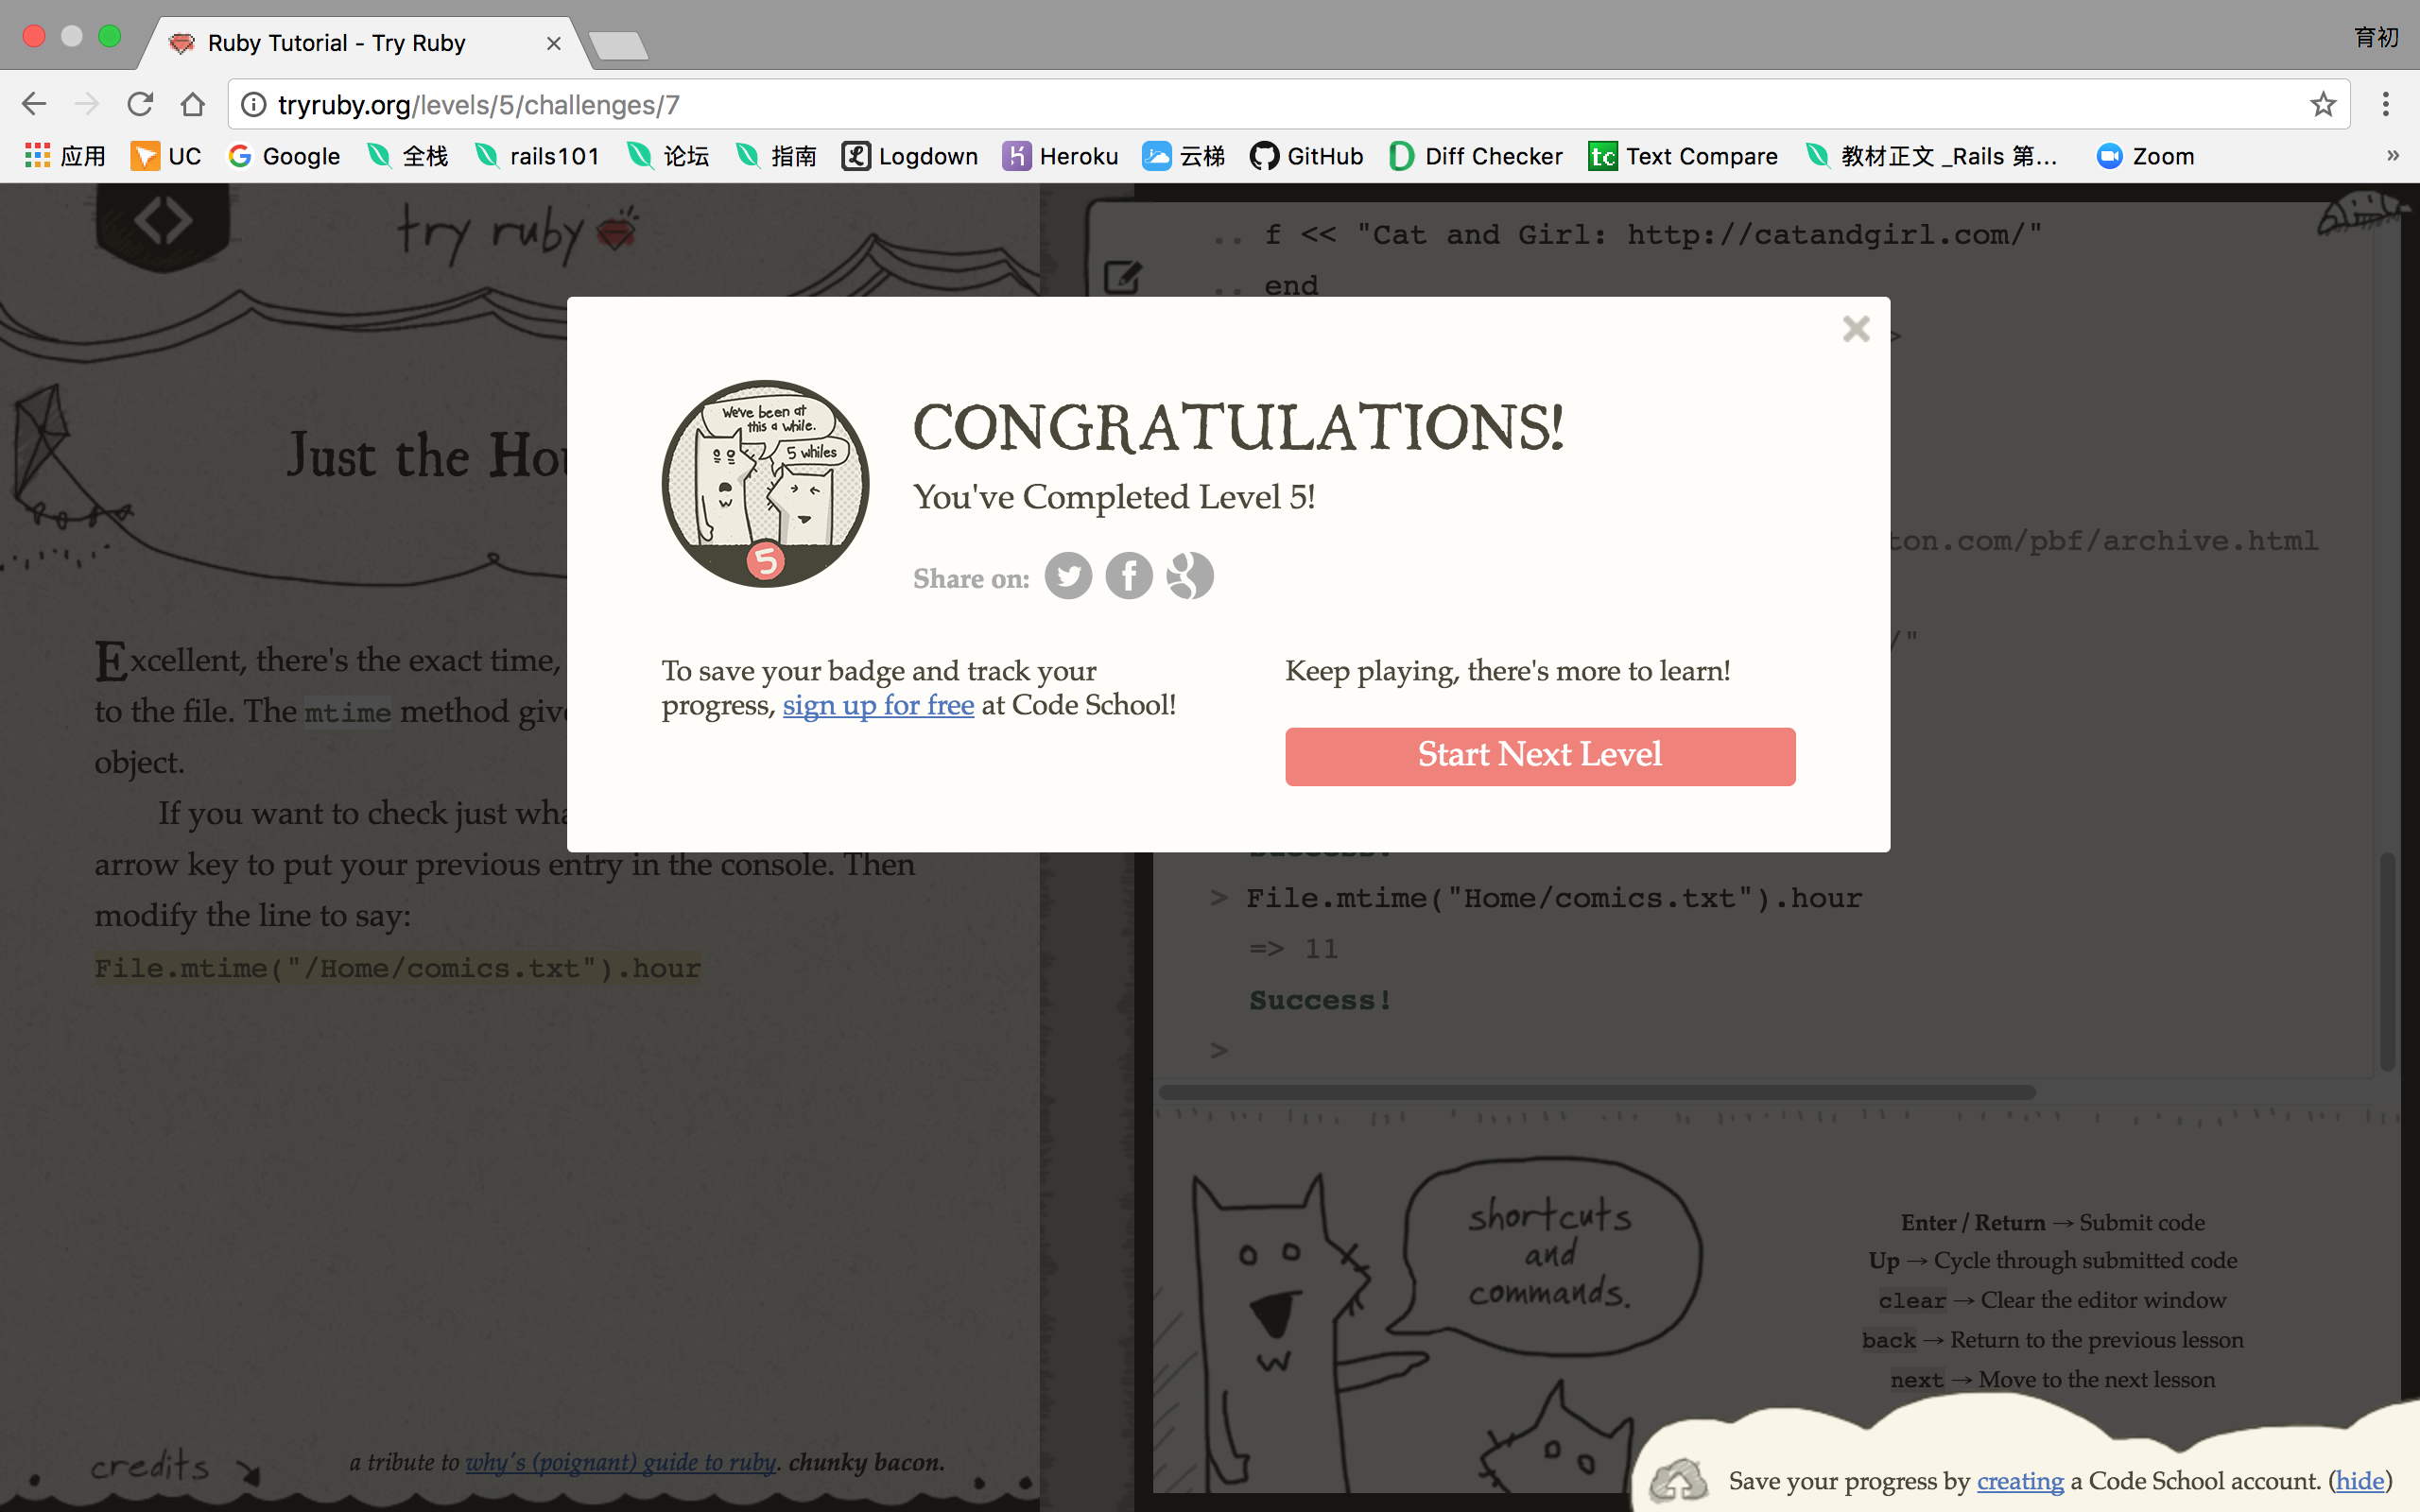 Ruby Tutorial - Try Ruby
育初
tryruby.org/levels/5/challenges/7
应用 UC Google 全栈 rails101 论坛 指南 Logdown Heroku 云梯 GitHub Diff Checker Text Compare 教材正文 _Rails 第... Zoom »
try ruby
Just the
Excellent, there's the exact time,
to the file. The mtime method
object.
If you want to check just
arrow key to put your previous entry in the console. Then
modify the line to say:
File.mtime("/Home/comics.txt").hour
credits
a tribute to why's (poignant) guide to ruby. chunky bacon.
.. f << "Cat and Girl: http://catandgirl.com/"
.. end
>
ton.com/pbf/archive.html
/"
We've been at
this a while.
5 whiles
5
CONGRATULATIONS!
You've Completed Level 5!
Share on:
To save your badge and track your
progress, sign up for free at Code School!
Keep playing, there's more to learn!
Start Next Level
Success!
> File.mtime("Home/comics.txt").hour
=> 11
Success!
>
shortcuts
and
commands.
Enter / Return → Submit code
Up → Cycle through submitted code
clear → Clear the editor window
back → Return to the previous lesson
next → Move to the next lesson
Save your progress by creating a Code School account. (hide)